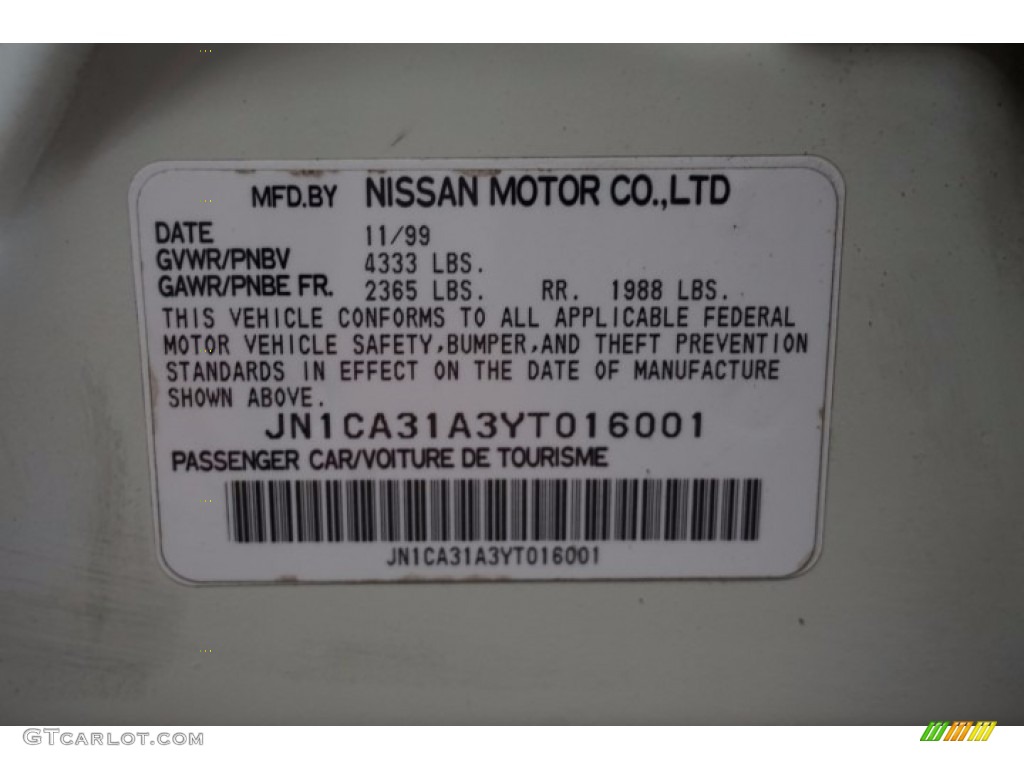 MFD.BY NISSAN MOTOR CO.,LTD
DATE 11/99
GVWR/PNBV 4333 LBS.
GAWR/PNBE FR. 2365 LBS. RR. 1988 LBS.
THIS VEHICLE CONFORMS TO ALL APPLICABLE FEDERAL
MOTOR VEHICLE SAFETY,BUMPER,AND THEFT PREVENTION
STANDARDS IN EFFECT ON THE DATE OF MANUFACTURE
SHOWN ABOVE.
JN1CA31A3YT016001
PASSENGER CAR/VOITURE DE TOURISME
JN1CA31A3YT016001
GTCarlot.com